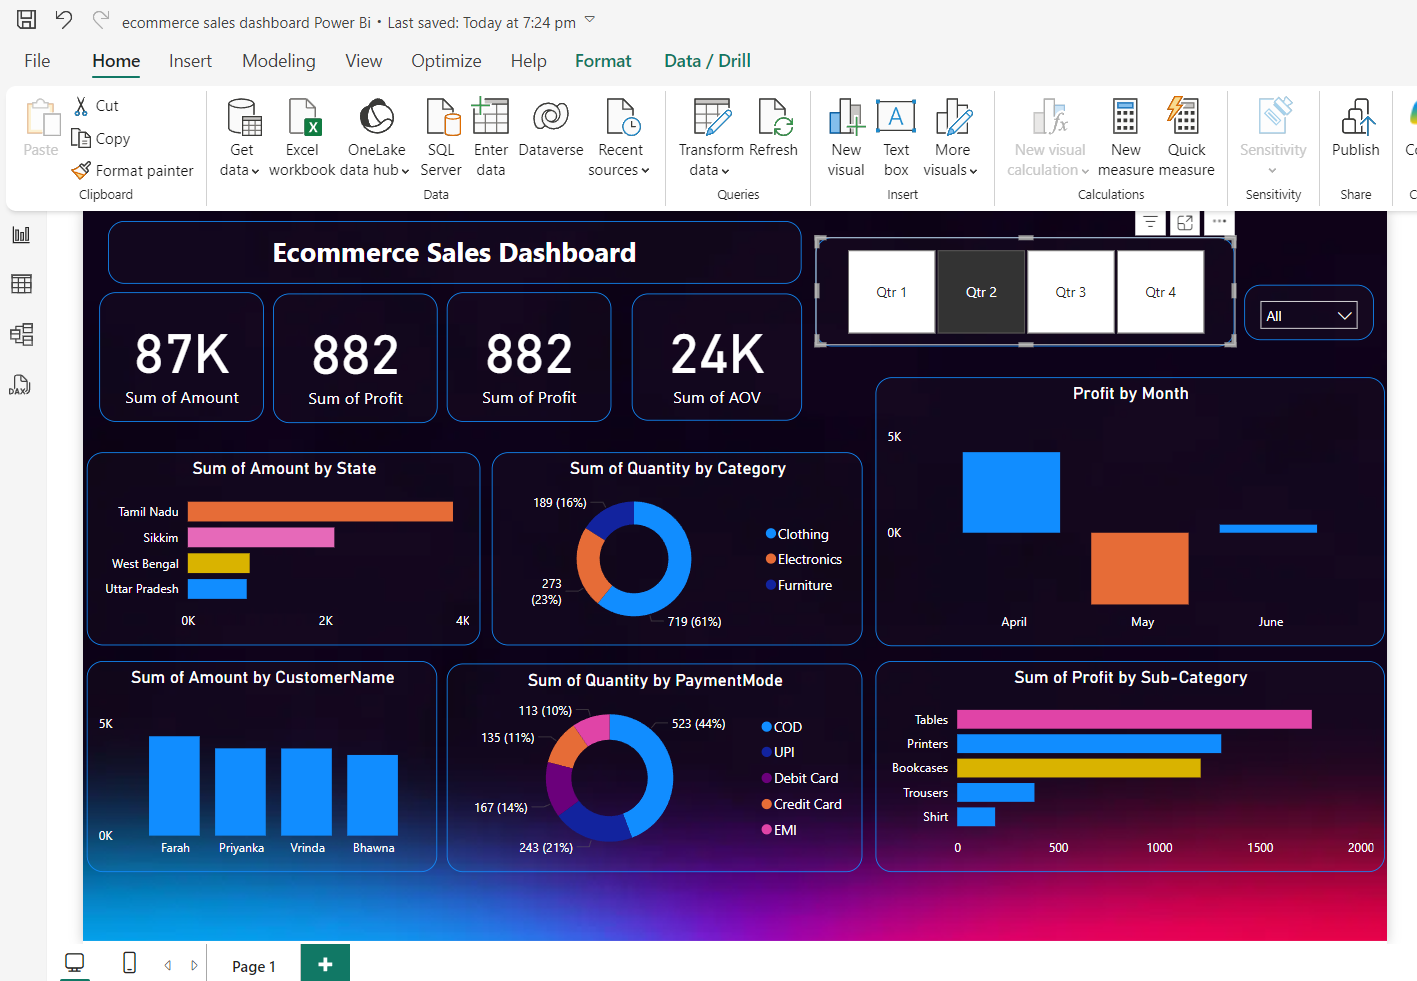 ecommerce sales dashboard Power Bi • Last saved: Today at 7:24 pm
File Home Insert Modeling View Optimize Help Format Data / Drill
Paste
Cut
Copy
Format painter
Clipboard
Get data
Excel workbook
OneLake data hub
SQL Server
Enter data
Dataverse
Recent sources
Data
Transform data
Refresh
Queries
New visual
Text box
More visuals
Insert
New visual calculation
New measure
Quick measure
Calculations
Sensitivity
Sensitivity
Publish
Share
DAX
Ecommerce Sales Dashboard
Qtr 1 Qtr 2 Qtr 3 Qtr 4
All
87K
Sum of Amount
882
Sum of Profit
882
Sum of Profit
24K
Sum of AOV
Profit by Month
5K
0K
April May June
Sum of Amount by State
Tamil Nadu
Sikkim
West Bengal
Uttar Pradesh
0K 2K 4K
Sum of Quantity by Category
189 (16%)
273
(23%)
719 (61%)
Clothing
Electronics
Furniture
Sum of Amount by CustomerName
5K
0K
Farah Priyanka Vrinda Bhawna
Sum of Quantity by PaymentMode
113 (10%)
523 (44%)
135 (11%)
167 (14%)
243 (21%)
COD
UPI
Debit Card
Credit Card
EMI
Sum of Profit by Sub-Category
Tables
Printers
Bookcases
Trousers
Shirt
0 500 1000 1500 2000
Page 1